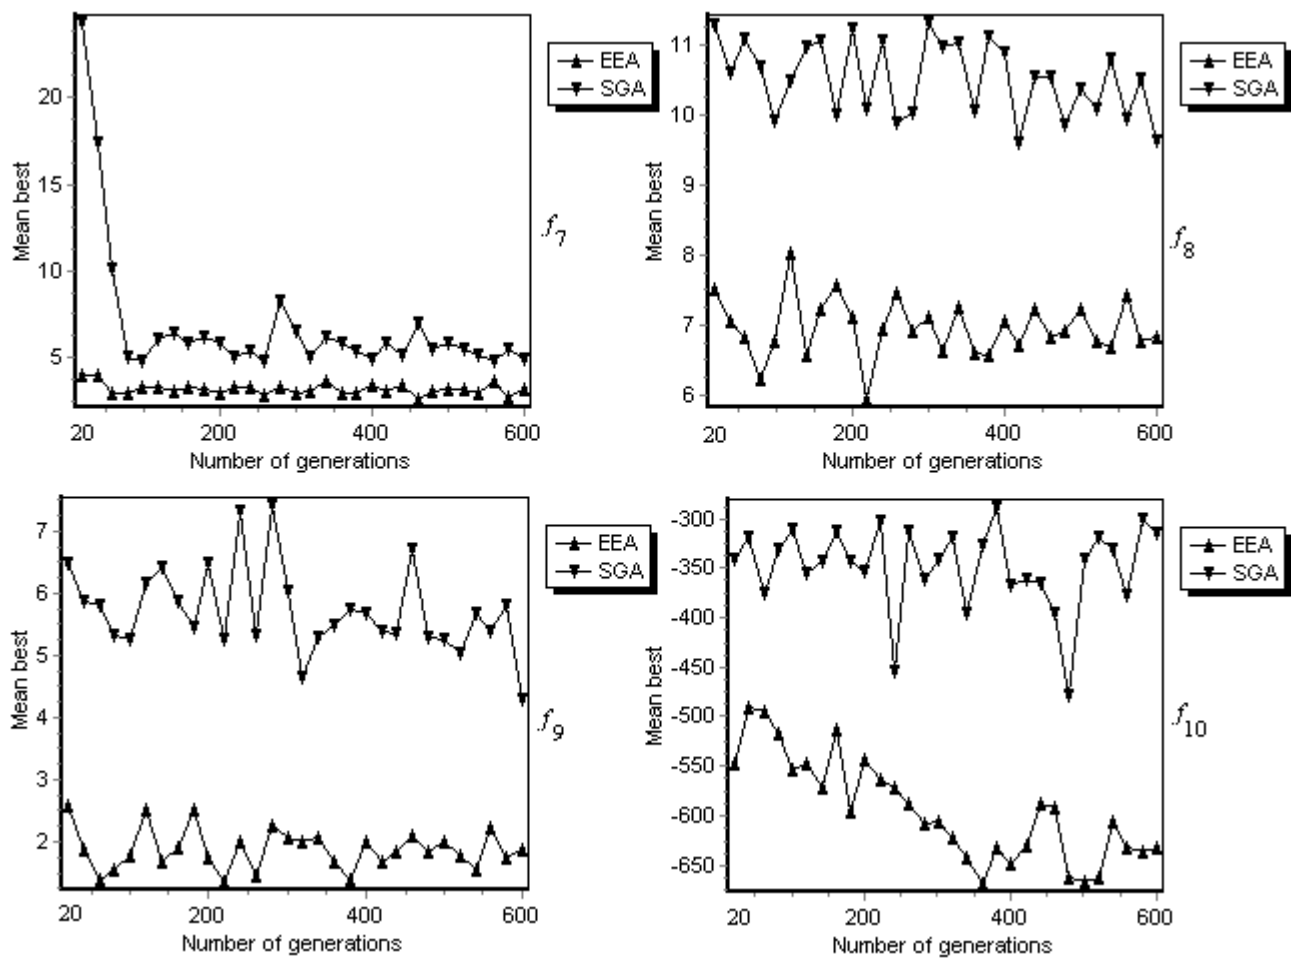 EEA
SGA
20
15
10
5
Mean best
20
200
400
600
Number of generations
f7
EEA
SGA
11
10
9
8
7
6
Mean best
20
200
400
600
Number of generations
f8
EEA
SGA
7
6
5
4
3
2
Mean best
20
200
400
600
Number of generations
f9
EEA
SGA
-300
-350
-400
-450
-500
-550
-600
-650
Mean best
20
200
400
600
Number of generations
f10